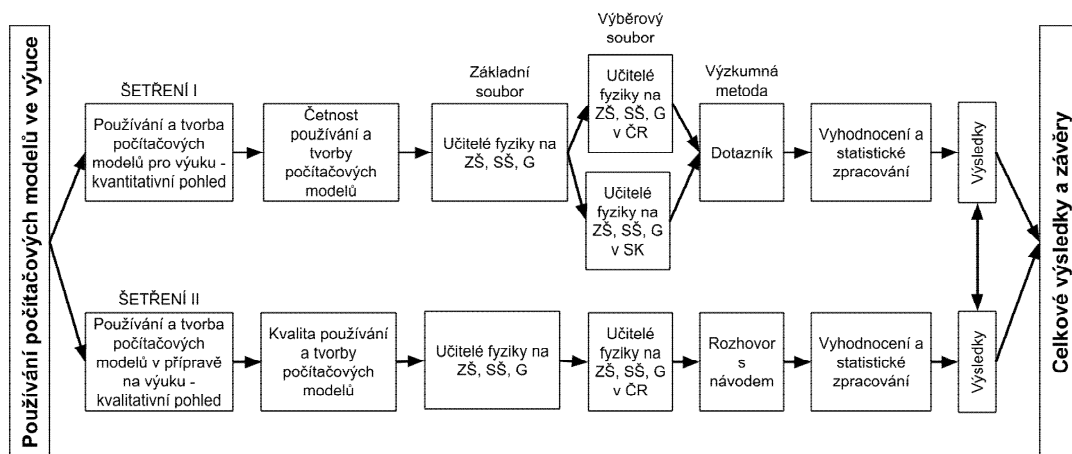 Používání počítačových modelů ve výuce
ŠETŘENÍ I
Používání a tvorba
počítačových
modelů pro výuku -
kvantitativní pohled
Četnost
používání a
tvorby
počítačových
modelů
Základní
soubor
Učitelé fyziky na
ZŠ, SŠ, G
Výběrový
soubor
Učitelé
fyziky na
ZŠ, SŠ, G
v ČR
Učitelé
fyziky na
ZŠ, SŠ, G
v SK
Výzkumná
metoda
Dotazník
Vyhodnocení a
statistické
zpracování
Výsledky
ŠETŘENÍ II
Používání a tvorba
počítačových
modelů v přípravě
na výuku -
kvalitativní pohled
Kvalita používání
a tvorby
počítačových
modelů
Učitelé fyziky na
ZŠ, SŠ, G
Učitelé
fyziky na
ZŠ, SŠ, G
v ČR
Rozhovor
s
návodem
Vyhodnocení a
statistické
zpracování
Výsledky
Celkové výsledky a závěry